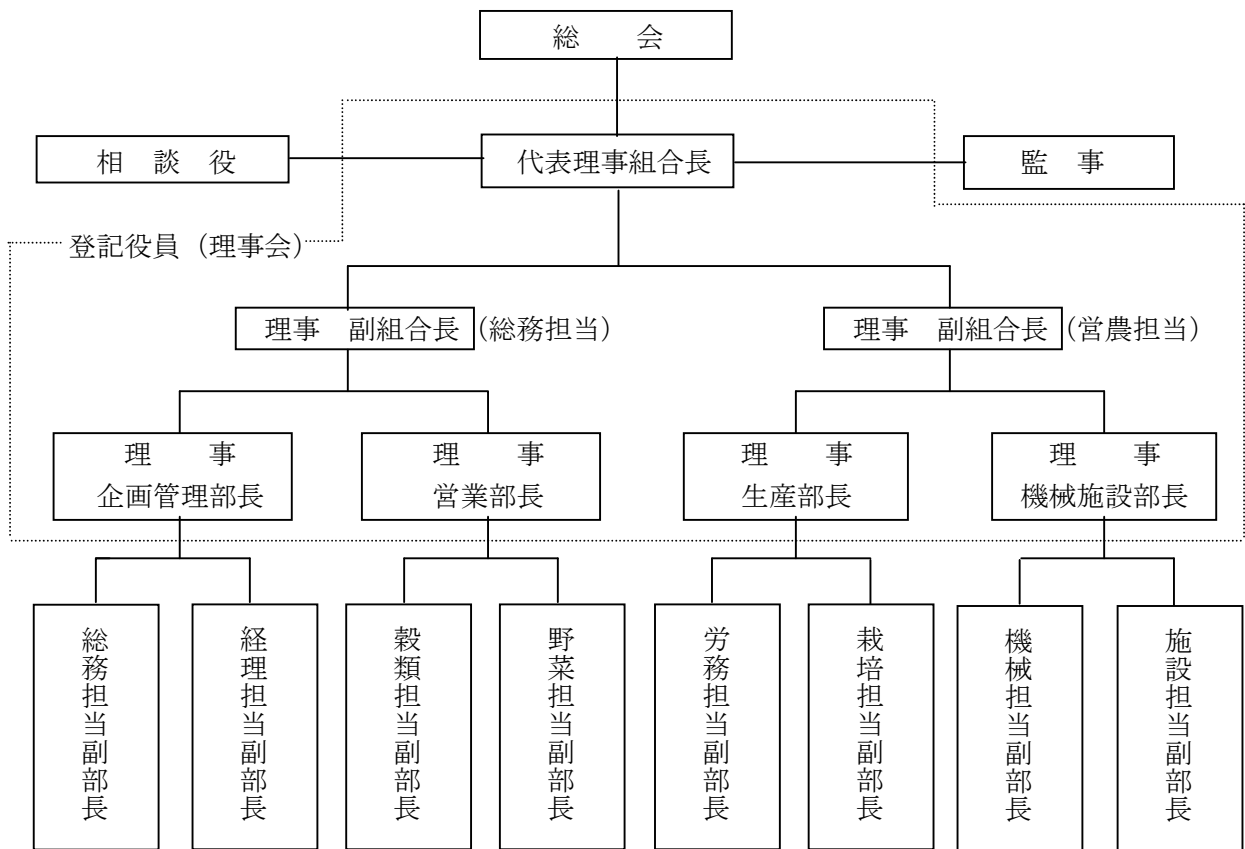 総　会
相　談　役
代表理事組合長
監　事
登記役員（理事会）
理事　副組合長（総務担当）
理事　副組合長（営農担当）
理　事
企画管理部長
理　事
営業部長
理　事
生産部長
理　事
機械施設部長
総務担当副部長
経理担当副部長
穀類担当副部長
野菜担当副部長
労務担当副部長
栽培担当副部長
機械担当副部長
施設担当副部長